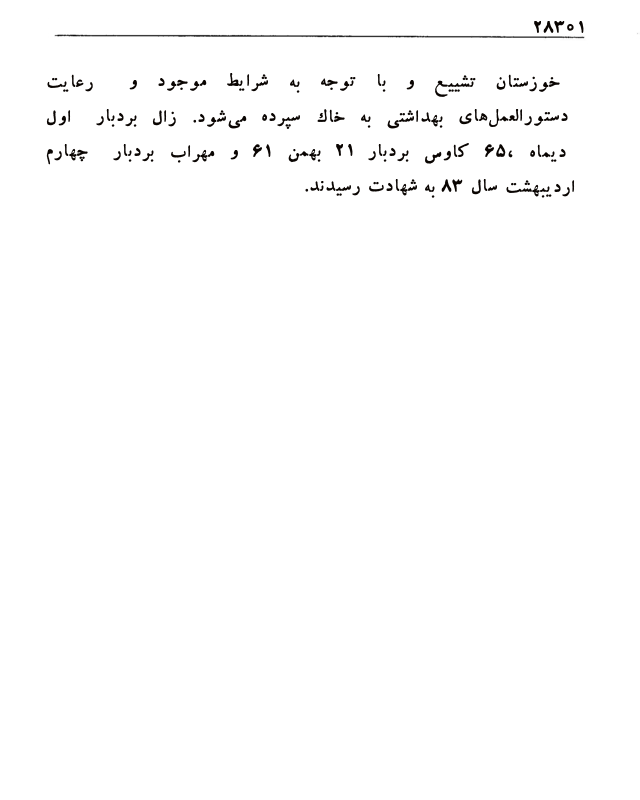 ۲۸۳۰۱
خوزستان تشییع و با توجه به شرایط موجود و رعایت
دستورالعمل‌های بهداشتی به خاك سپرده می‌شود. زال بردبار اول
دیماه ،۶۵ کاوس بردبار ۲۱ بهمن ۶۱ و مهراب بردبار چهارم
اردیبهشت سال ۸۳ به شهادت رسیدند.